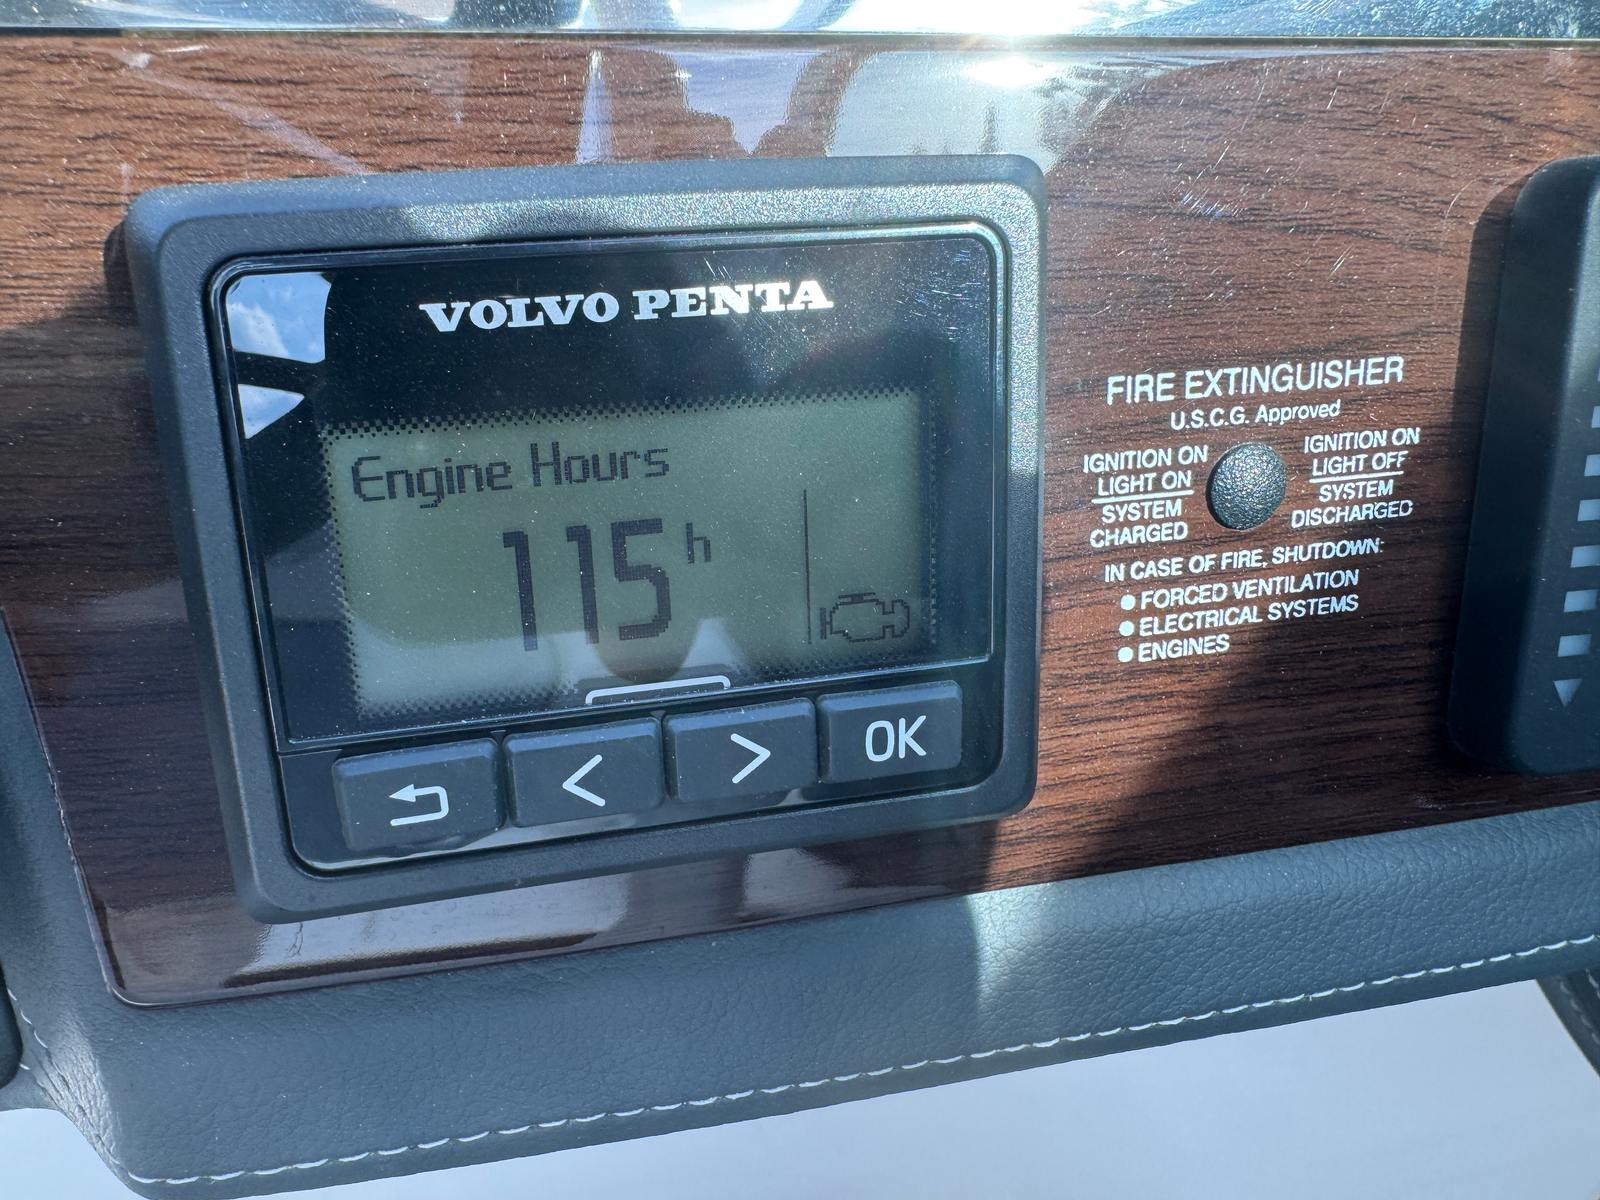 VOLVO PENTA
Engine Hours
115 h
<
>
OK
FIRE EXTINGUISHER
U.S.C.G. Approved
IGNITION ON
LIGHT ON
SYSTEM
CHARGED
IGNITION ON
LIGHT OFF
SYSTEM
DISCHARGED
IN CASE OF FIRE, SHUTDOWN:
● FORCED VENTILATION
● ELECTRICAL SYSTEMS
● ENGINES